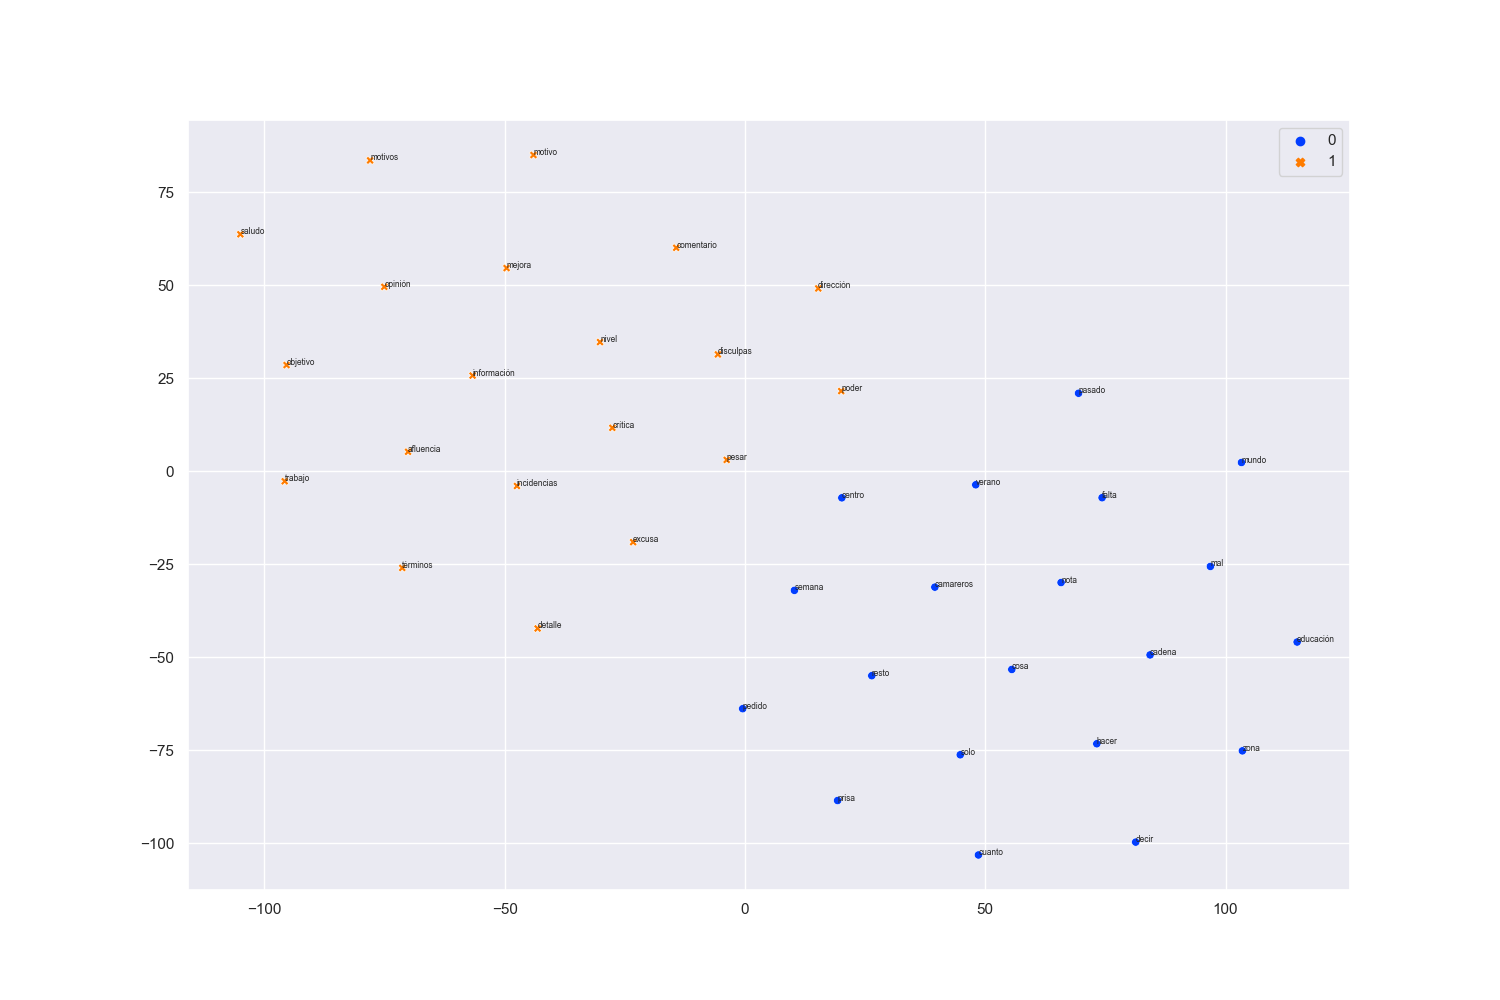 motivos
motivo
0
1
75
saludo
comentario
mejora
50
opinión
dirección
nivel
disculpas
objetivo
información
25
poder
pasado
crítica
afluencia
pesar
mundo
0
trabajo
incidencias
verano
centro
falta
excusa
−25
términos
mal
semana
camareros
nota
detalle
educación
−50
cadena
cosa
resto
pedido
−75
solo
hacer
zona
prisa
−100
decir
cuanto
−100
−50
0
50
100